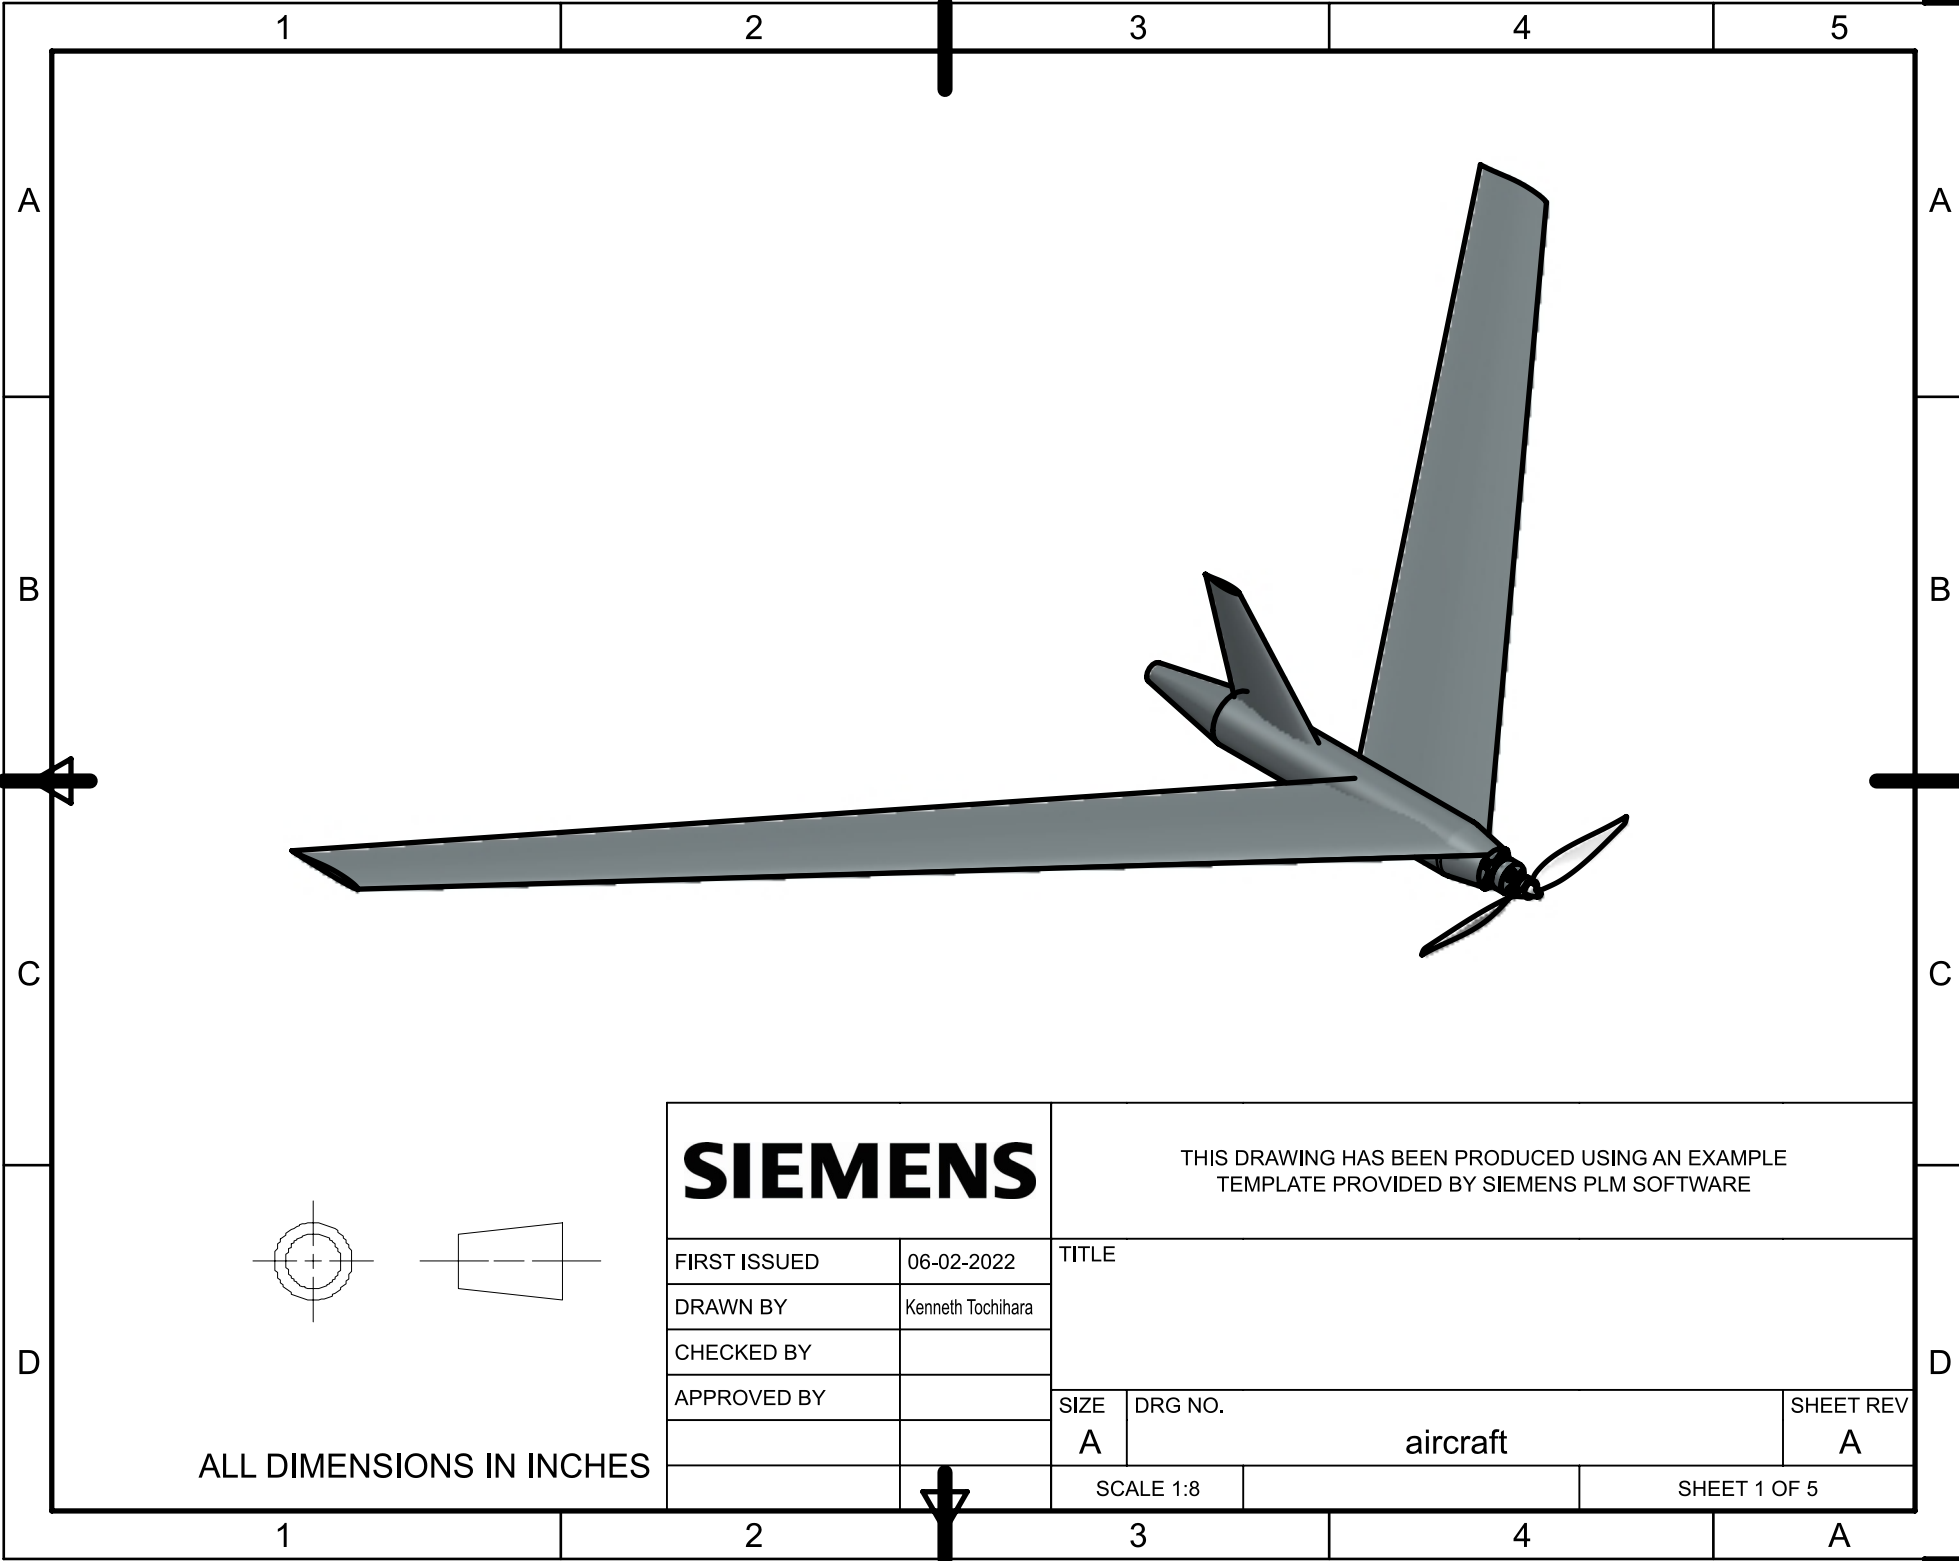 1 2 3 4 5
A A
B B
C C
SIEMENS
THIS DRAWING HAS BEEN PRODUCED USING AN EXAMPLE
TEMPLATE PROVIDED BY SIEMENS PLM SOFTWARE
FIRST ISSUED 06-02-2022
TITLE
DRAWN BY Kenneth Tochihara
CHECKED BY
D D
APPROVED BY
SIZE DRG NO. SHEET REV
A aircraft A
ALL DIMENSIONS IN INCHES
SCALE 1:8 SHEET 1 OF 5
1 2 3 4 A